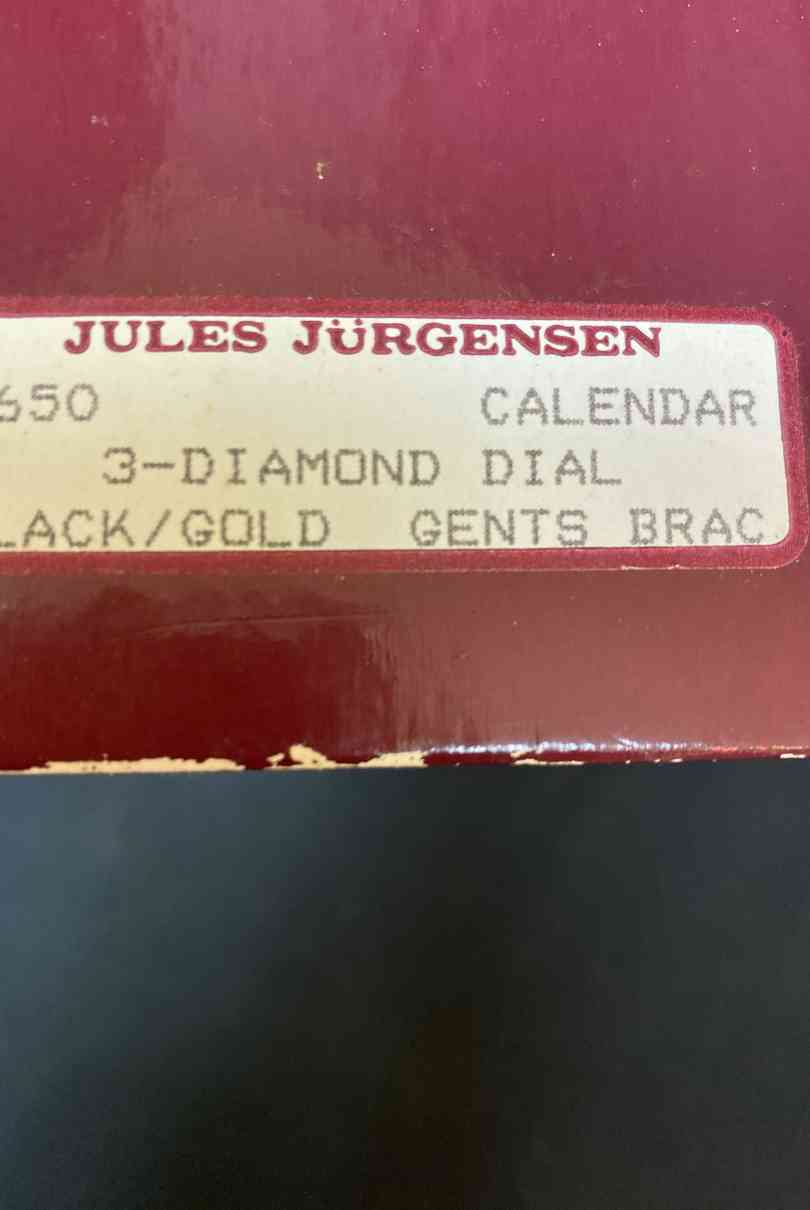 JULES JÜRGENSEN
650 CALENDAR
3-DIAMOND DIAL
LACK/GOLD GENTS BRAC